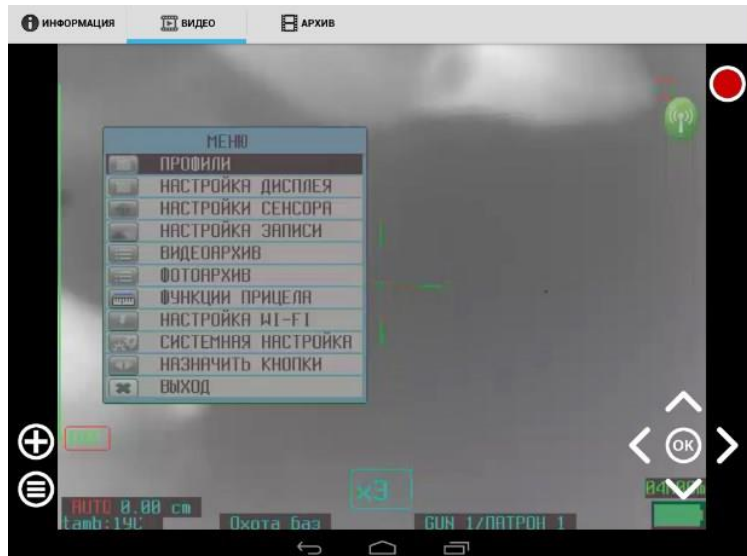 ИНФОРМАЦИЯ
ВИДЕО
АРХИВ
МЕНЮ
ПРОФИЛИ
НАСТРОЙКА ДИСПЛЕЯ
НАСТРОЙКИ СЕНСОРА
НАСТРОЙКА ЗАПИСИ
ВИДЕОАРХИВ
ФОТОАРХИВ
ФУНКЦИИ ПРИЦЕЛА
НАСТРОЙКА WI-FI
СИСТЕМНАЯ НАСТРОЙКА
НАЗНАЧИТЬ КНОПКИ
ВЫХОД
OK
x3
AUTO 0.00 cm
tamb:19C
Охота баз
GUN 1/ПАТРОН 1